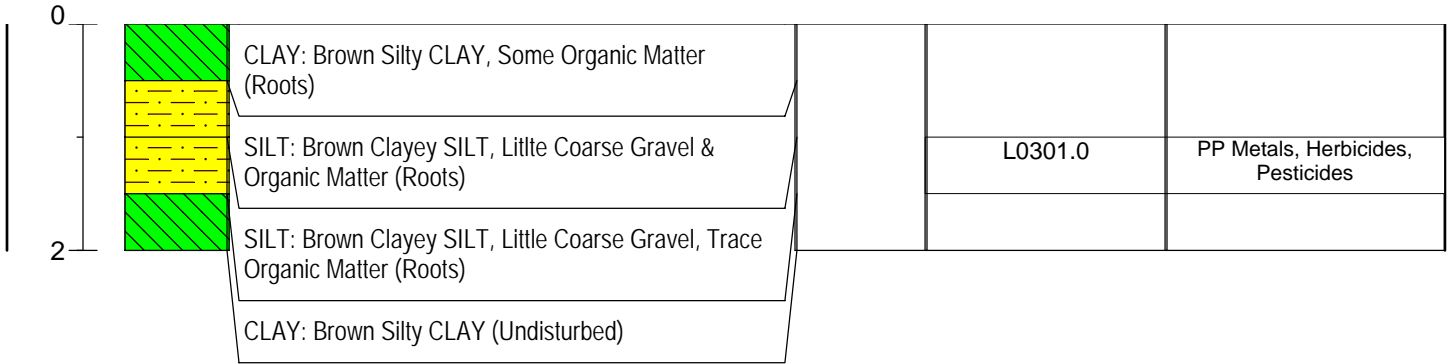 0
CLAY: Brown Silty CLAY, Some Organic Matter
(Roots)
SILT: Brown Clayey SILT, Litlte Coarse Gravel &
Organic Matter (Roots)
L0301.0
PP Metals, Herbicides,
Pesticides
SILT: Brown Clayey SILT, Little Coarse Gravel, Trace
Organic Matter (Roots)
2
CLAY: Brown Silty CLAY (Undisturbed)